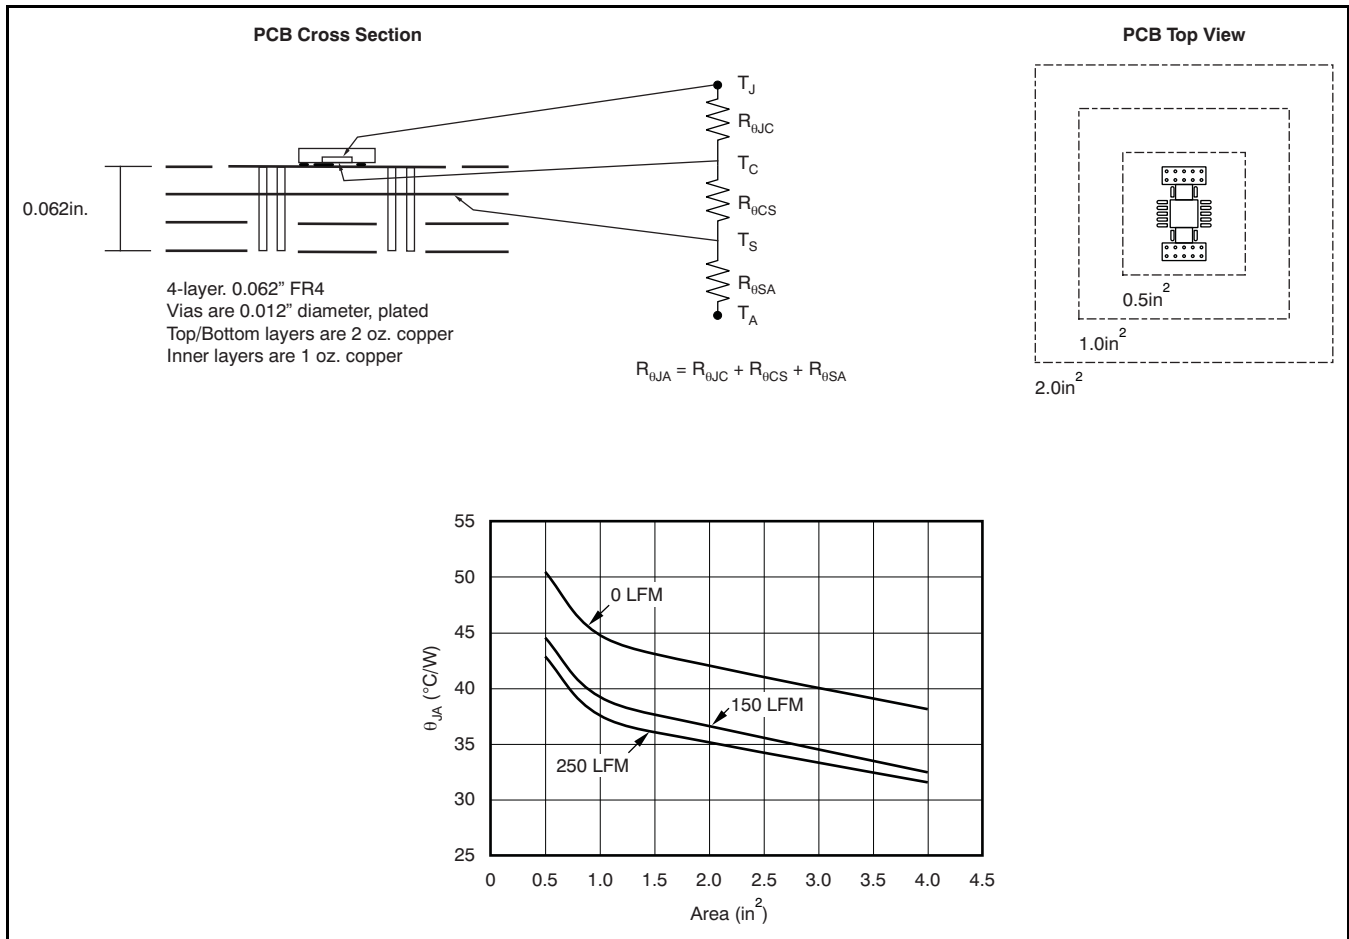 PCB Cross Section
PCB Top View
T_J
R_θJC
T_C
R_θCS
T_S
R_θSA
T_A
0.062in.
4-layer. 0.062” FR4
Vias are 0.012” diameter, plated
Top/Bottom layers are 2 oz. copper
Inner layers are 1 oz. copper
R_θJA = R_θJC + R_θCS + R_θSA
0.5in²
1.0in²
2.0in²
55
50
45
40
35
30
25
θ_JA (°C/W)
0 LFM
150 LFM
250 LFM
0 0.5 1.0 1.5 2.0 2.5 3.0 3.5 4.0 4.5
Area (in²)